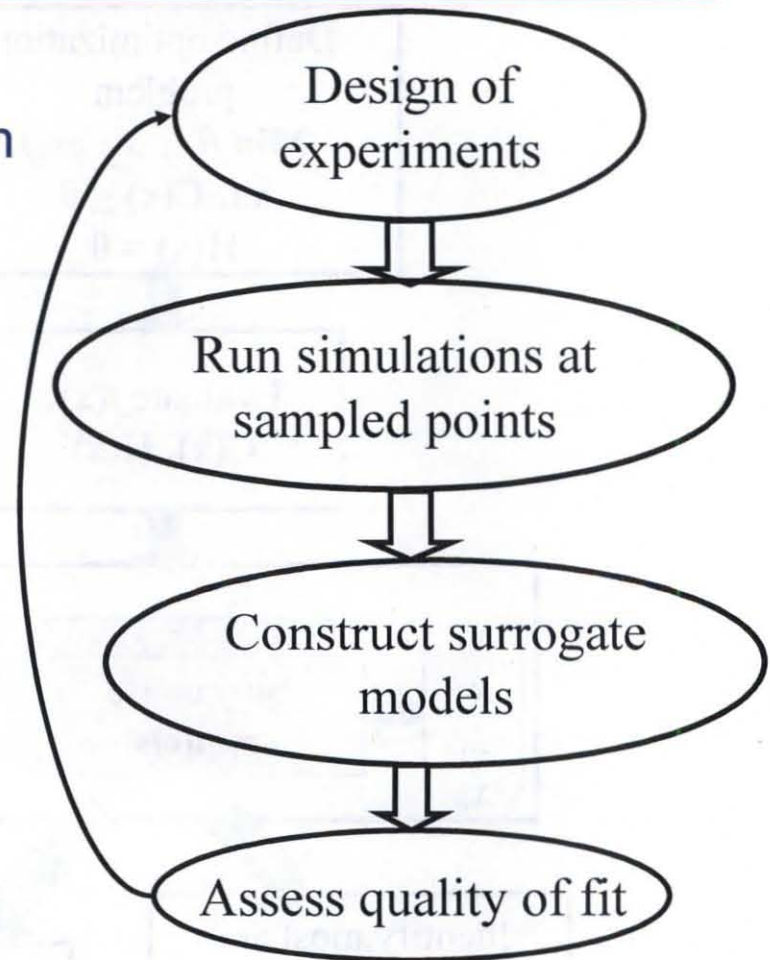 Design of
experiments
Run simulations at
sampled points
Construct surrogate
models
Assess quality of fit